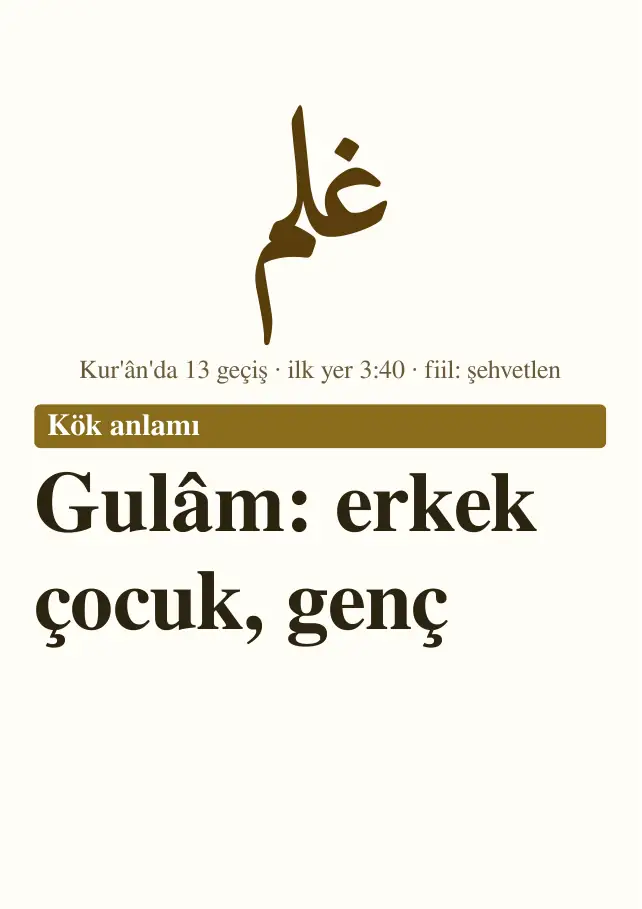 غلم
Kur'ân'da 13 geçiş · ilk yer 3:40 · fiil: şehvetlen
Kök anlamı
Gulâm: erkek
çocuk, genç